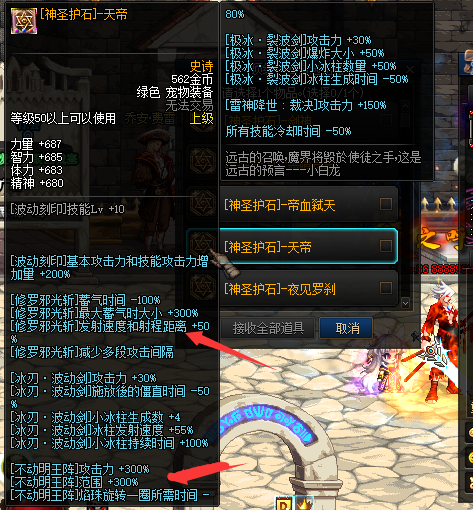 [神圣护石]-天帝
史诗
562金币
绿色 宠物装备
无法交易
等级50以上可以使用
上级
力量 +687
智力 +685
体力 +683
精神 +680
[波动刻印]技能Lv +10
[波动刻印]基本攻击力和技能攻击力增
加量 +200%
[修罗邪光斩]蓄气时间 -100%
[修罗邪光斩]最大蓄气时大小 +300%
[修罗邪光斩]发射速度和射程距离 +50
%
[修罗邪光斩]减少多段攻击间隔
[冰刃·波动剑]攻击力 +30%
[冰刃·波动剑]施放後的僵直时间 -50
%
[冰刃·波动剑]小冰柱生成数 +4
[冰刃·波动剑]冰柱发射速度 +55%
[冰刃·波动剑]小冰柱持续时间 +100%
[不动明王阵]攻击力 +300%
[不动明王阵]范围 +300%
[不动明王阵]焰珠旋转一圈所需时间 -
80%
[极冰·裂波剑]攻击力 +30%
[极冰·裂波剑]爆炸大小 +50%
[极冰·裂波剑]小冰柱数量 +50%
[极冰·裂波剑]冰柱生成时间 -50%
[雷神降世：裁决]攻击力 +150%
所有技能冷却时间 -50%
远古的召唤,魔界将毁於使徒之手,这是
远古的预言----小白龙
[神圣护石]-帝血弑天
[神圣护石]-天帝
[神圣护石]-夜见罗刹
接收全部道具
取消